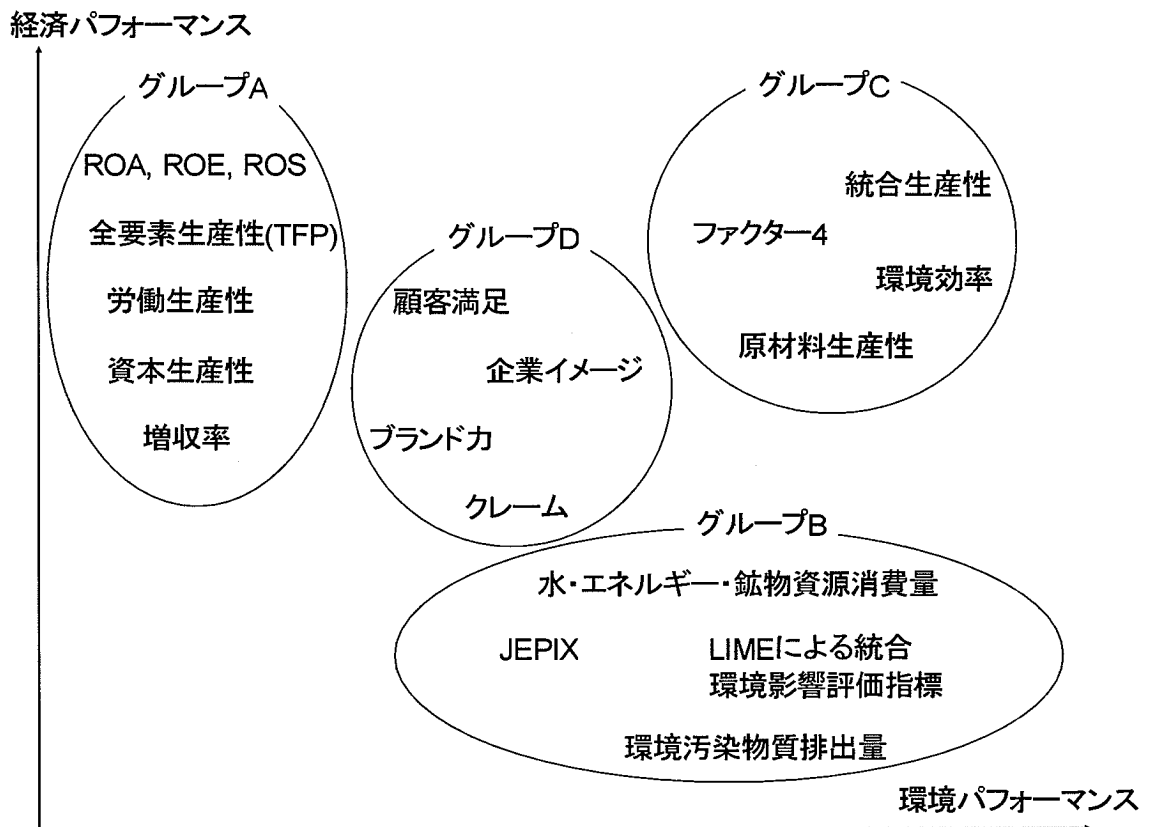 経済パフォーマンス
グループA
ROA, ROE, ROS
全要素生産性(TFP)
労働生産性
資本生産性
増収率
グループD
顧客満足
企業イメージ
ブランド力
クレーム
グループC
統合生産性
ファクター4
環境効率
原材料生産性
グループB
水・エネルギー・鉱物資源消費量
JEPIX
LIMEによる統合
環境影響評価指標
環境汚染物質排出量
環境パフォーマンス